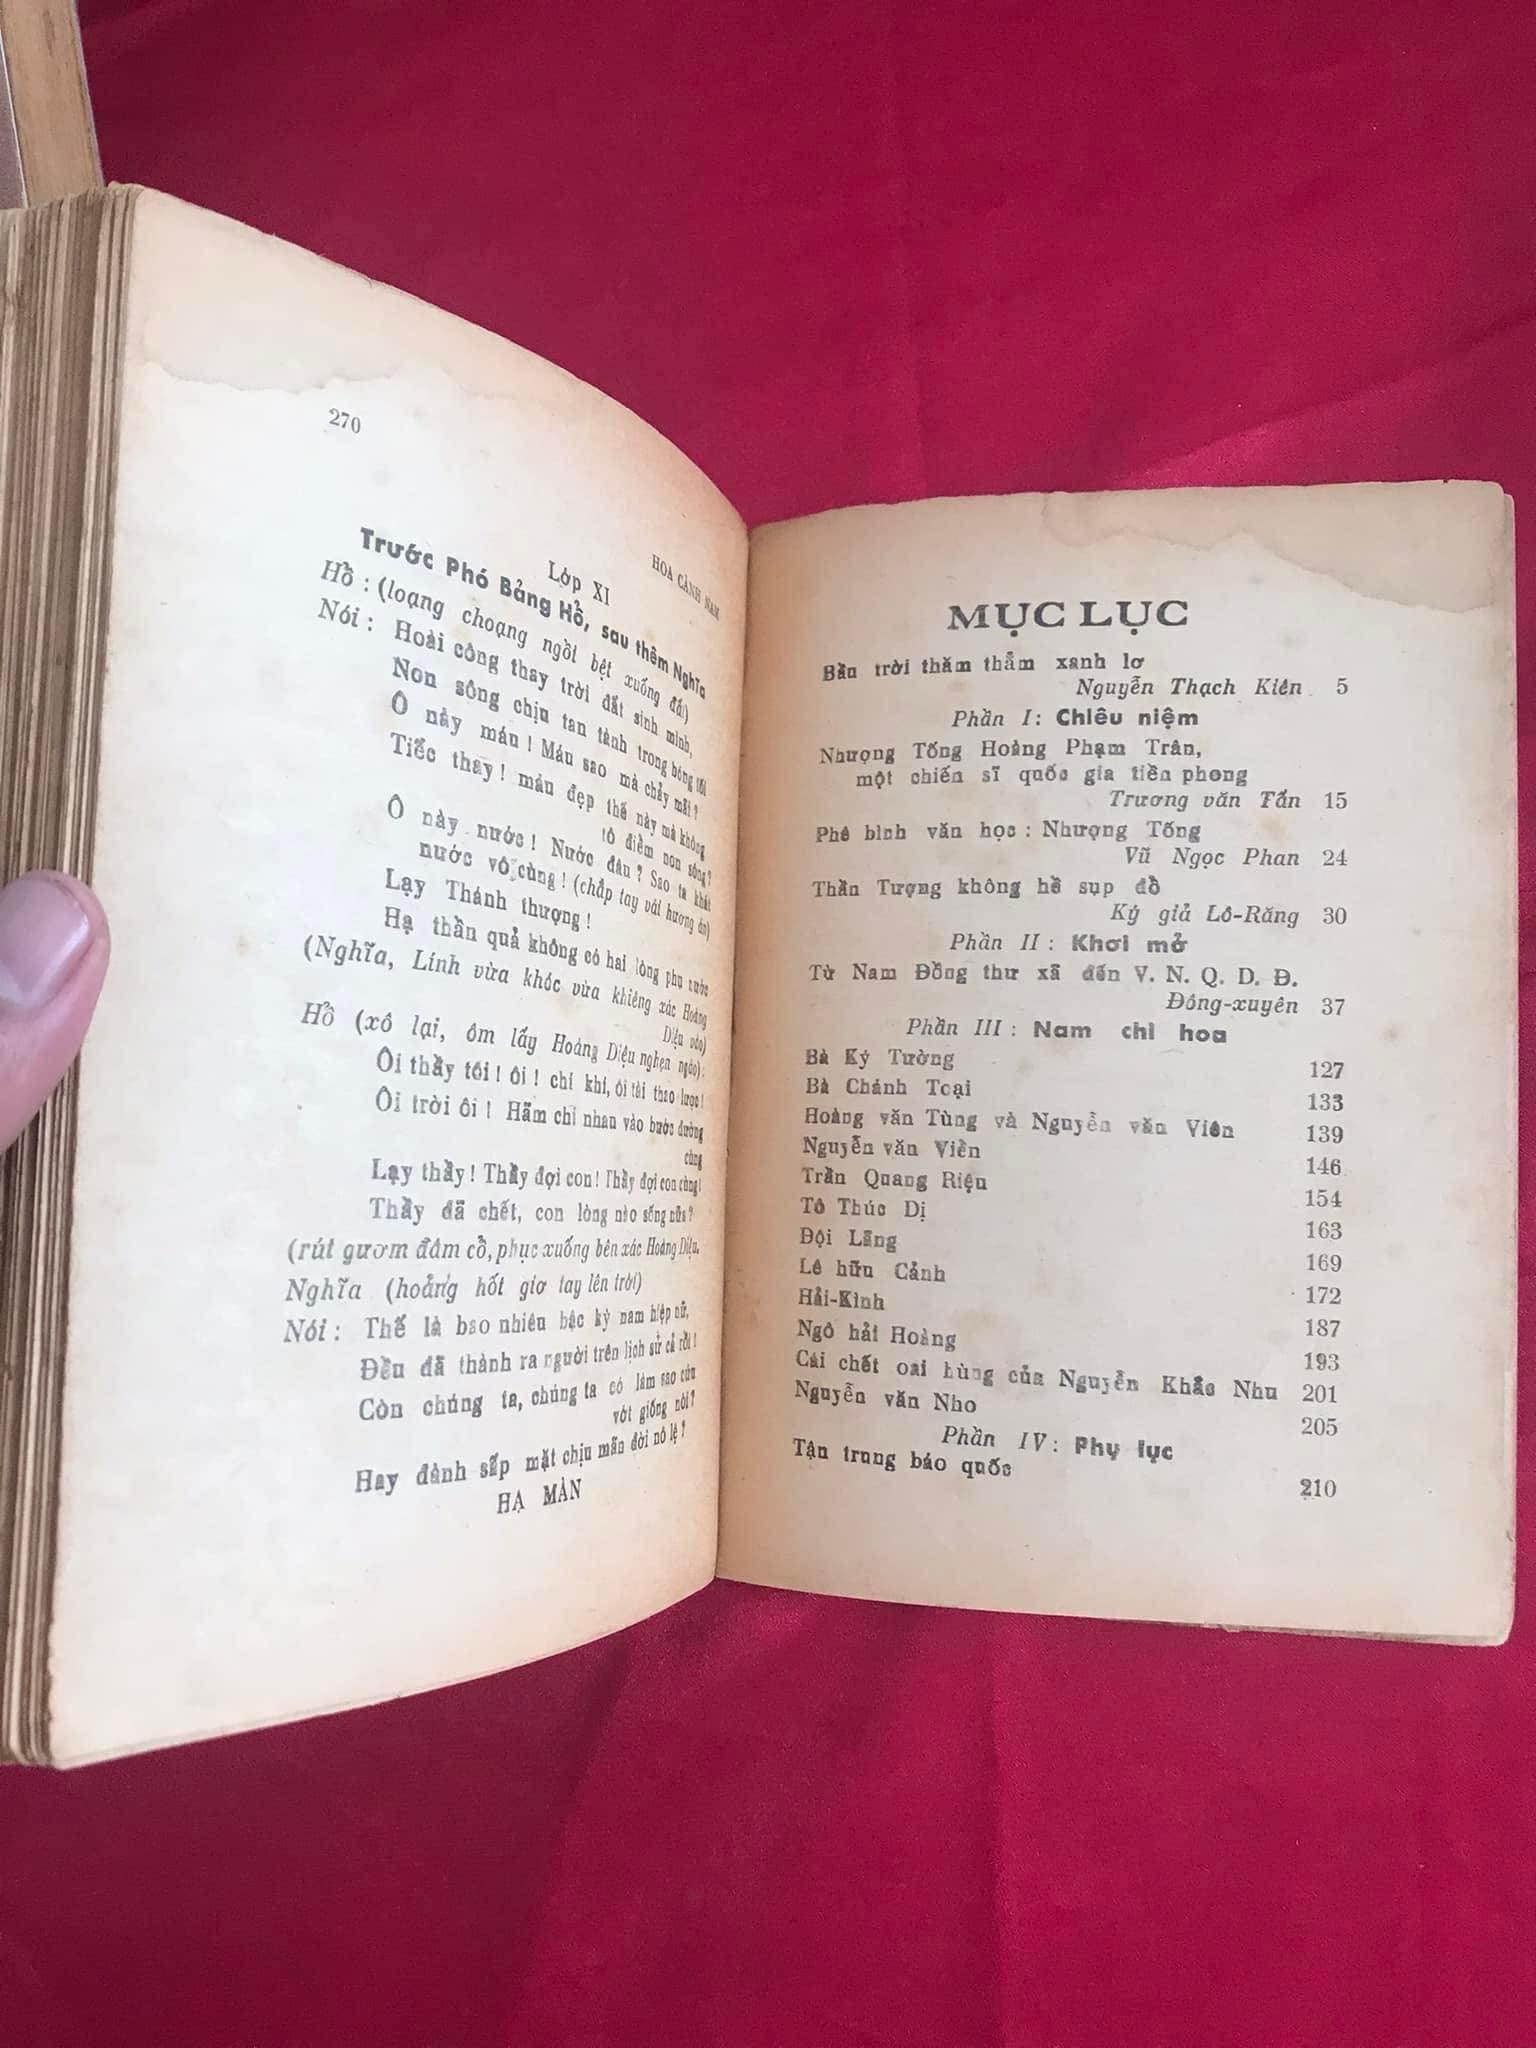 270
HOA CÀNH NAM
Lớp XI
Trước Phó Bảng Hồ, sau thêm Nghĩa
Hồ : (loạng choạng ngồi bệt xuống đất)
Nói : Hoài công thay trời đất sinh mình,
Non sông chịu tan tành trong bóng tối
Ô này máu ! Máu sao mà chảy mãi ?
Tiếc thay ! máu đẹp thế này mà không
tô điểm non sông ?
Ô này nước ! Nước đâu ? Sao ta khát
nước vô cùng ! (chắp tay vái hương án)
Lạy Thánh thượng !
Hạ thần quả không có hai lòng phụ nước
(Nghĩa, Lính vừa khóc vừa khiêng xác Hoàng
Diệu vào)
Hồ (xô lại, ôm lấy Hoàng Diệu nghẹn ngào) :
Ôi thầy tôi ! ôi ! chí khí, ôi tài thao lược !
Ôi trời ôi ! Hăm chỉ nhan vào bước đường
cùng
Lạy thầy ! Thầy đợi con ! Thầy đợi con cùng !
Thầy đã chết, con lòng nào sống nữa ?
(rút gươm đâm cổ, phục xuống bên xác Hoàng Diệu.
Nghĩa (hoảng hốt giơ tay lên trời)
Nói : Thế là bao nhiêu bậc kỳ nam hiệp nữ,
Đều đã thành ra người trên lịch sử cả rồi !
Còn chúng ta, chúng ta có làm sao cứu
vớt giống nòi ?
Hay đành sấp mặt chịu mãn đời nô lệ ?
HẠ MÀN
MỤC LỤC
Bần trời thăm thẳm xanh lơ
Nguyễn Thạch Kiên . 5
Phần I : Chiêu niệm
Nhượng Tống Hoàng Phạm Trân,
một chiến sĩ quốc gia tiền phong
Trương văn Tấn 15
Phê bình văn học : Nhượng Tống
Vũ Ngọc Phan 24
Thần Tượng không hề sụp đồ
Ký giả Lô-Răng 30
Phần II : Khơi mở
Từ Nam Đồng thư xã đến V. N. Q. D. Đ.
Đông-xuyên 37
Phần III : Nam chi hoa
Bà Ký Tường 127
Bà Chánh Toại 133
Hoàng văn Tùng và Nguyễn văn Viên 139
Nguyễn văn Viền 146
Trần Quang Riệu 154
Tô Thúc Dị 163
Đội Lãng 169
Lê hữu Cảnh 172
Hải-Kình 187
Ngô hải Hoàng 193
Cái chết oai hùng của Nguyễn Khắc Nhu 201
Nguyễn văn Nho 205
Phần IV : Phụ lục
Tận trung báo quốc 210